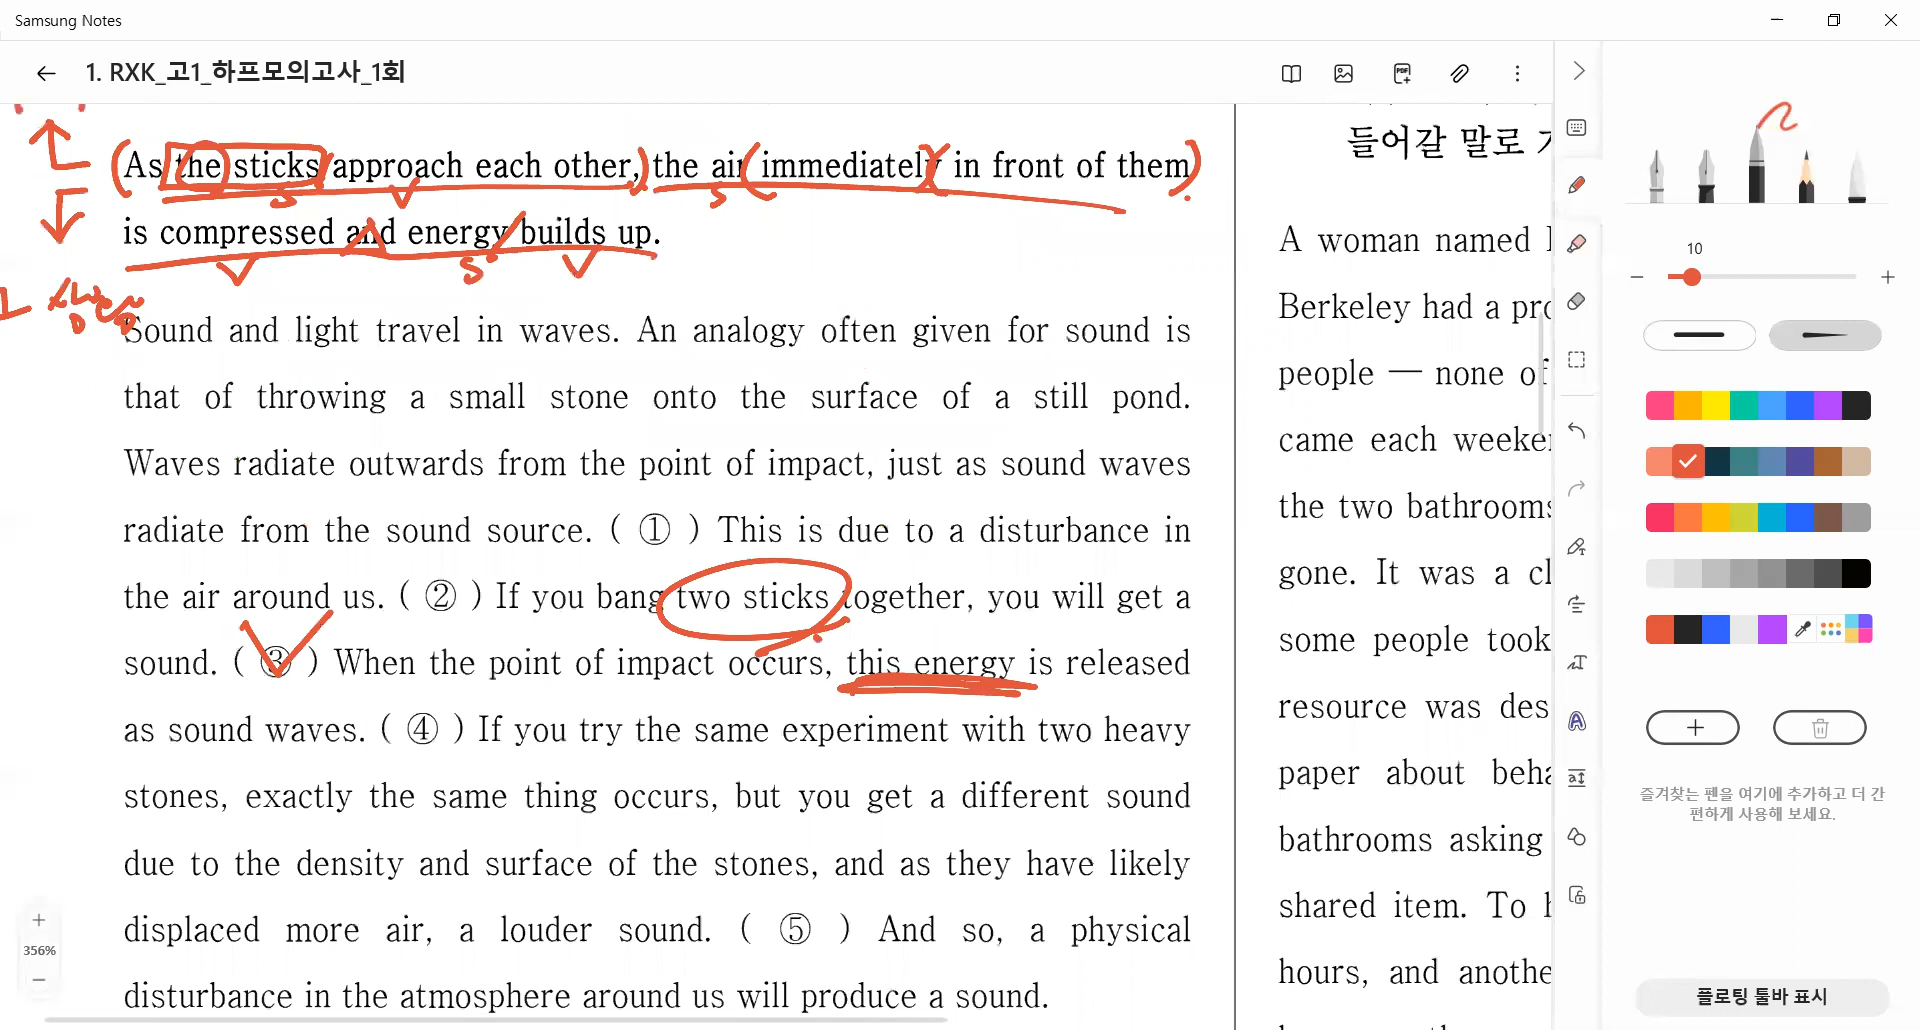 Samsung Notes
1. RXK_고1_하프모의고사_1회
(As the sticks approach each other,) the air (immediately) in front of them)
is compressed and energy builds up.
Sound and light travel in waves. An analogy often given for sound is
that of throwing a small stone onto the surface of a still pond.
Waves radiate outwards from the point of impact, just as sound waves
radiate from the sound source. ( ① ) This is due to a disturbance in
the air around us. ( ② ) If you bang two sticks together, you will get a
sound. ( ③ ) When the point of impact occurs, this energy is released
as sound waves. ( ④ ) If you try the same experiment with two heavy
stones, exactly the same thing occurs, but you get a different sound
due to the density and surface of the stones, and as they have likely
displaced more air, a louder sound. ( ⑤ ) And so, a physical
disturbance in the atmosphere around us will produce a sound.
들어갈 말로
A woman named
Berkeley had a pro
people — none of
came each weeke
the two bathrooms
gone. It was a cl
some people took
resource was des
paper about beha
bathrooms asking
shared item. To h
hours, and anothe
356%
10
즐겨찾는 펜을 여기에 추가하고 더 간
편하게 사용해 보세요.
플로팅 툴바 표시